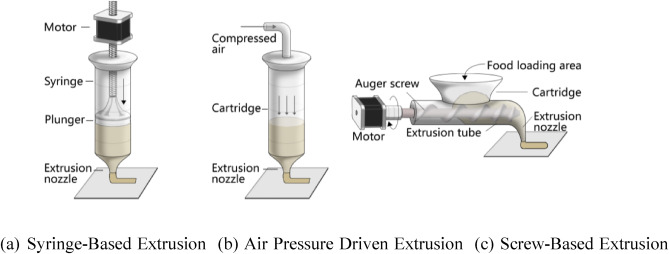 Motor
Syringe
Plunger
Extrusion
nozzle
Compressed
air
Cartridge
Extrusion
nozzle
Food loading area
Auger screw
Cartridge
Motor
Extrusion tube
Extrusion
nozzle
(a) Syringe-Based Extrusion (b) Air Pressure Driven Extrusion (c) Screw-Based Extrusion